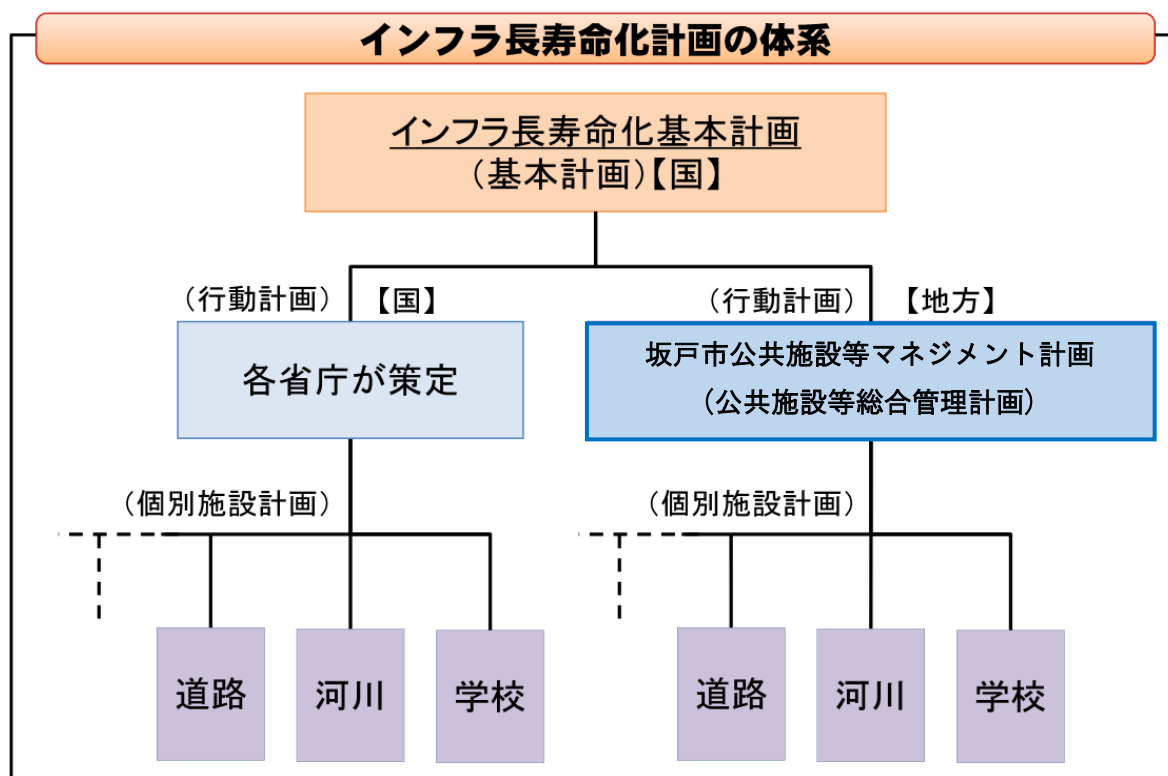 インフラ長寿命化計画の体系
インフラ長寿命化基本計画
(基本計画)【国】
(行動計画) 【国】
各省庁が策定
(個別施設計画)
道路
河川
学校
(行動計画) 【地方】
坂戸市公共施設等マネジメント計画
(公共施設等総合管理計画)
(個別施設計画)
道路
河川
学校